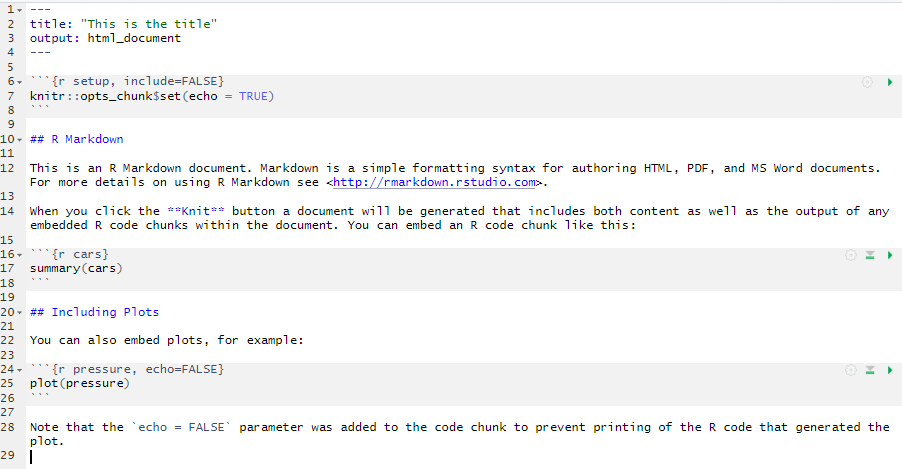 1 ---
2 title: "This is the title"
3 output: html_document
4 ---
5
6 ```{r setup, include=FALSE}
7 knitr::opts_chunk$set(echo = TRUE)
8 ```
9
10 ## R Markdown
11
12 This is an R Markdown document. Markdown is a simple formatting syntax for authoring HTML, PDF, and MS Word documents.
For more details on using R Markdown see <http://rmarkdown.rstudio.com>.
13
14 When you click the **Knit** button a document will be generated that includes both content as well as the output of any
embedded R code chunks within the document. You can embed an R code chunk like this:
15
16 ```{r cars}
17 summary(cars)
18 ```
19
20 ## Including Plots
21
22 You can also embed plots, for example:
23
24 ```{r pressure, echo=FALSE}
25 plot(pressure)
26 ```
27
28 Note that the `echo = FALSE` parameter was added to the code chunk to prevent printing of the R code that generated the
plot.
29